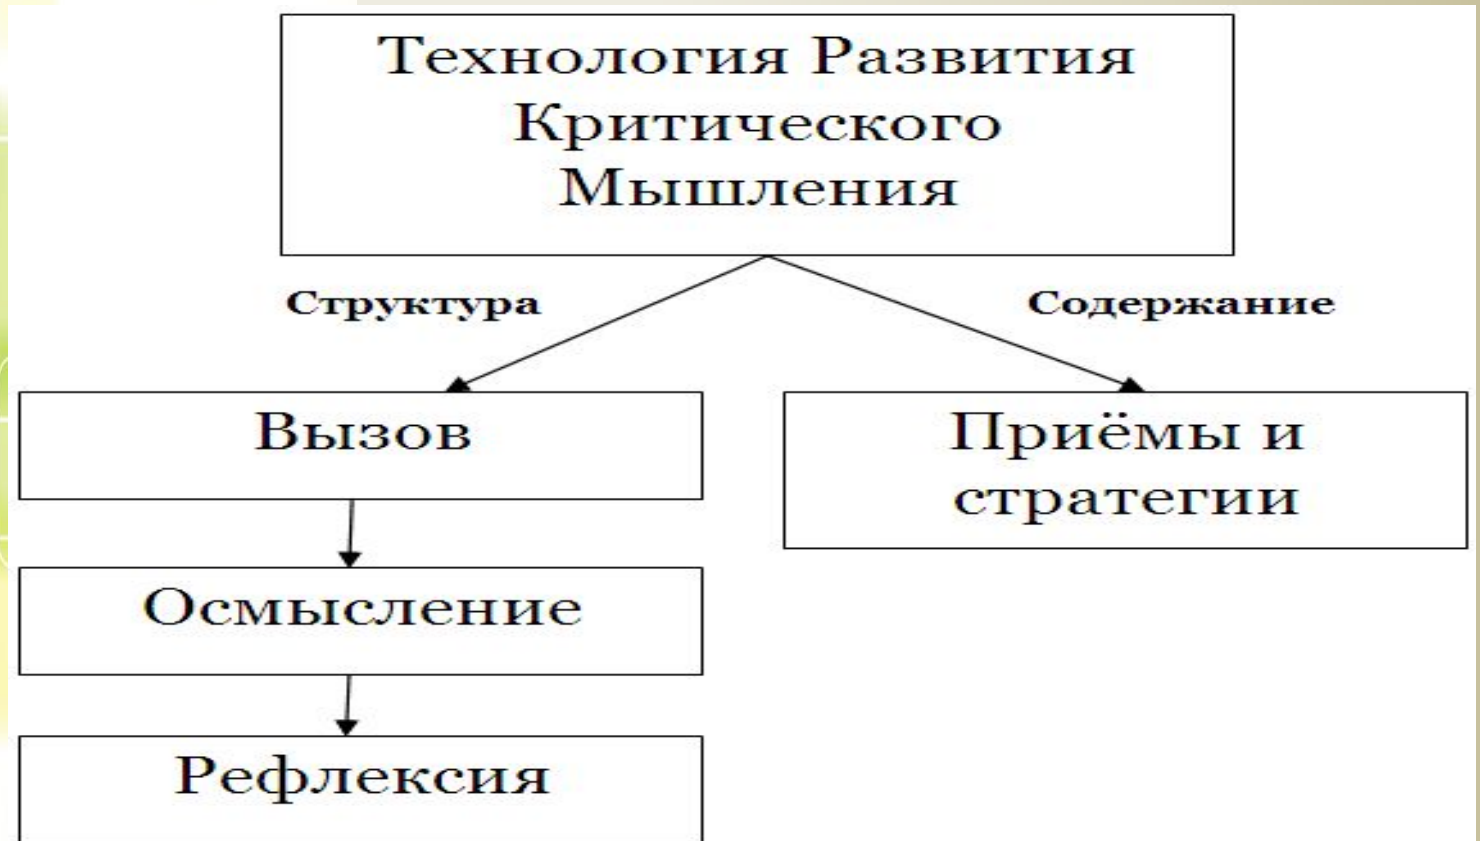 Технология Развития
Критического
Мышления
Структура
Содержание
Вызов
Приёмы и
стратегии
Осмысление
Рефлексия